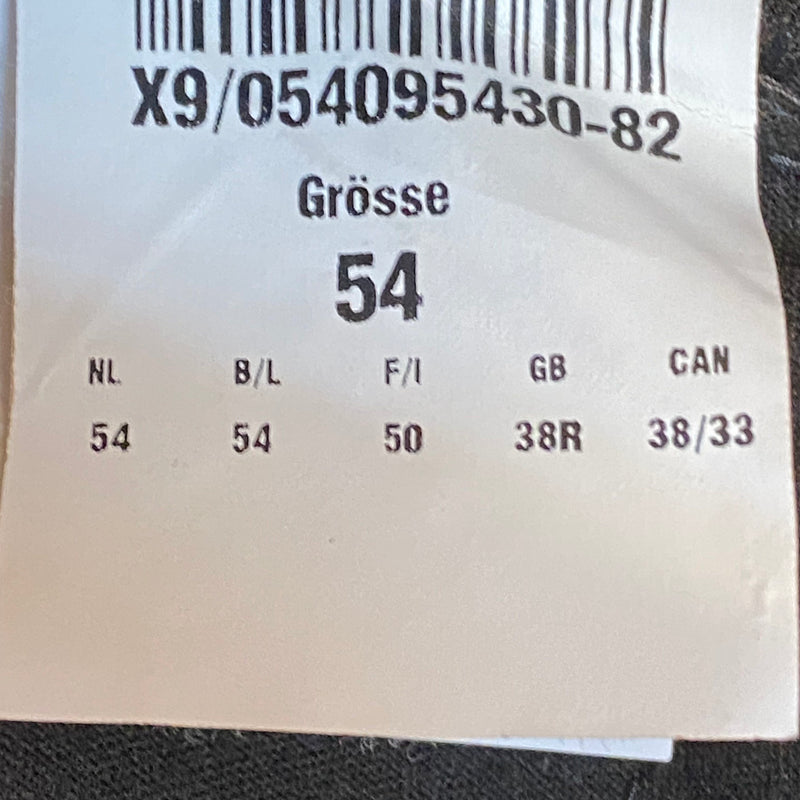 X9/054095430-82
Grösse
54
NL B/L F/I GB CAN
54 54 50 38R 38/33